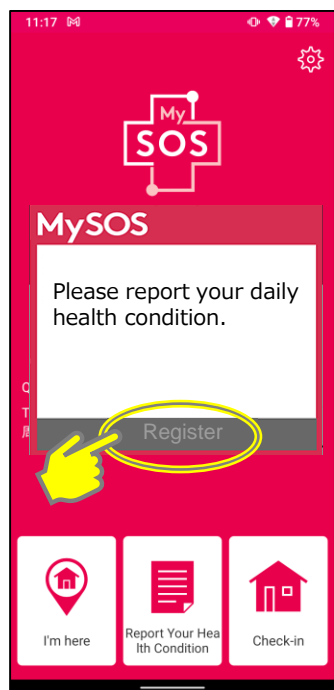 11:17
77%
My
SOS
MySOS
Please report your daily
health condition.
Q
T
Register
I'm here
Report Your Hea
lth Condition
Check-in